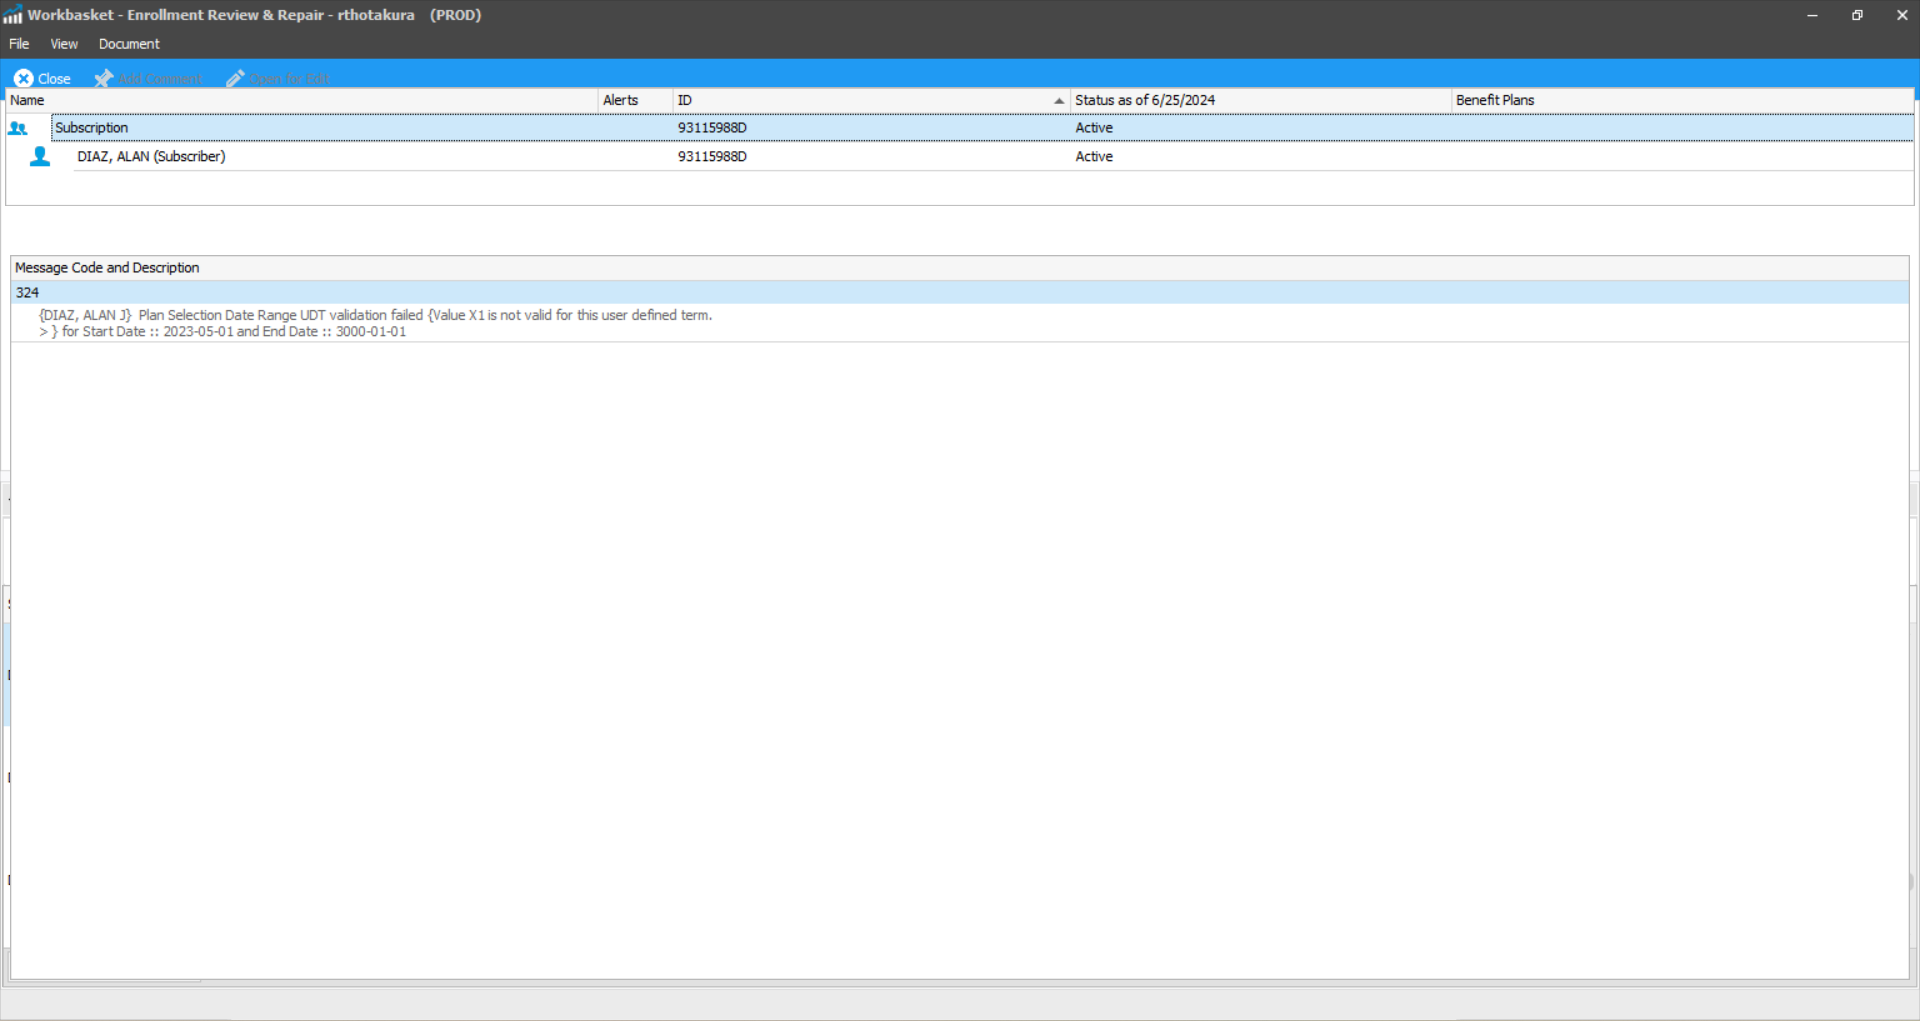 Workbasket - Enrollment Review & Repair - rthotakura (PROD)
File View Document
Close Add Comment Open for Edit
Name Alerts ID Status as of 6/25/2024 Benefit Plans
Subscription 93115988D Active
DIAZ, ALAN (Subscriber) 93115988D Active
Message Code and Description
324
{DIAZ, ALAN J} Plan Selection Date Range UDT validation failed {Value X1 is not valid for this user defined term.
> } for Start Date :: 2023-05-01 and End Date :: 3000-01-01